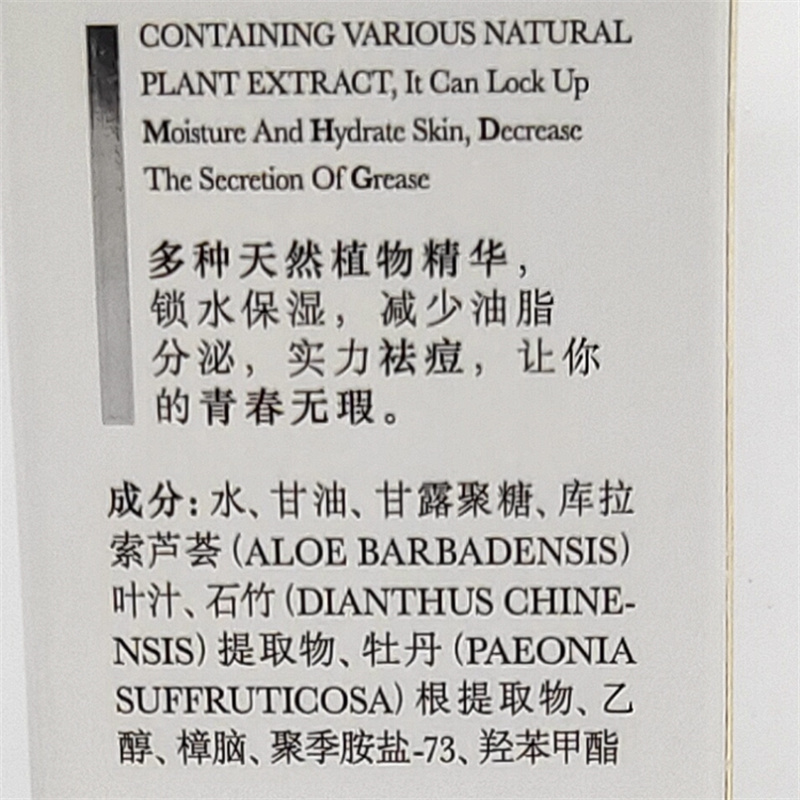 CONTAINING VARIOUS NATURAL
PLANT EXTRACT, It Can Lock Up
Moisture And Hydrate Skin, Decrease
The Secretion Of Grease
多种天然植物精华，
锁水保湿，减少油脂
分泌，实力祛痘，让你
的青春无瑕。
成分：水、甘油、甘露聚糖、库拉
索芦荟(ALOE BARBADENSIS)
叶汁、石竹(DIANTHUS CHINE-
NSIS)提取物、牡丹(PAEONIA
SUFFRUTICOSA)根提取物、乙
醇、樟脑、聚季胺盐-73、羟苯甲酯